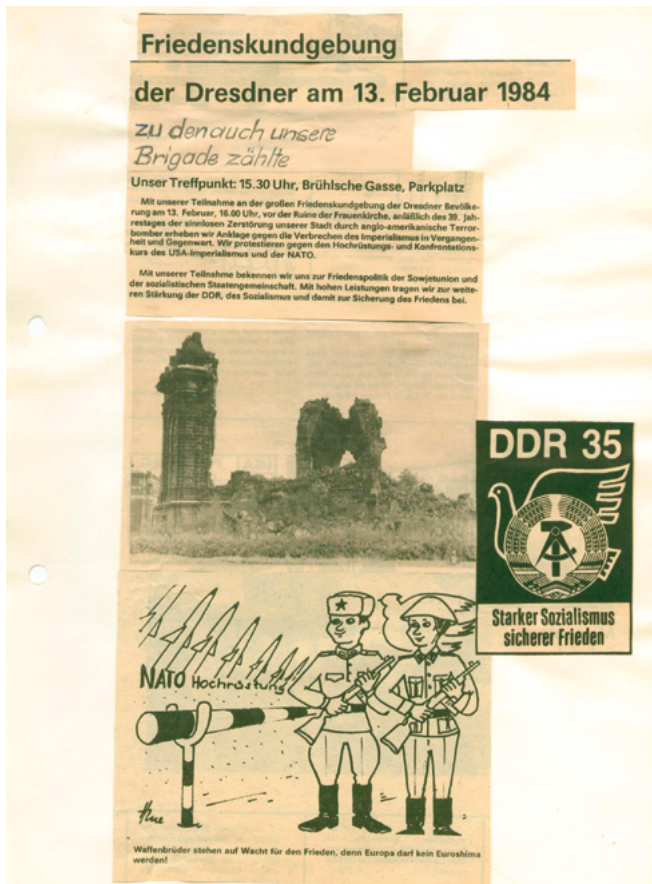 Friedenskundgebung
der Dresdner am 13. Februar 1984
zu den auch unsere
Brigade zählte
Unser Treffpunkt: 15.30 Uhr, Brühlsche Gasse, Parkplatz
Mit unserer Teilnahme an der großen Friedenskundgebung der Dresdner Bevölke-
rung am 13. Februar, 16.00 Uhr, vor der Ruine der Frauenkirche, anläßlich des 39. Jah-
restages der sinnlosen Zerstörung unserer Stadt durch anglo-amerikanische Terror-
bomber erheben wir Anklage gegen die Verbrechen des Imperialismus in Vergangen-
heit und Gegenwart. Wir protestieren gegen den Hochrüstungs- und Konfrontations-
kurs des USA-Imperialismus und der NATO.
Mit unserer Teilnahme bekennen wir uns zur Friedenspolitik der Sowjetunion und
der sozialistischen Staatengemeinschaft. Mit hohen Leistungen tragen wir zur weite-
ren Stärkung der DDR, des Sozialismus und damit zur Sicherung des Friedens bei.
DDR 35
Starker Sozialismus
sicherer Frieden
NATO Hochrüstung
Waffenbrüder stehen auf Wacht für den Frieden, denn Europa darf kein Euroshima
werden!